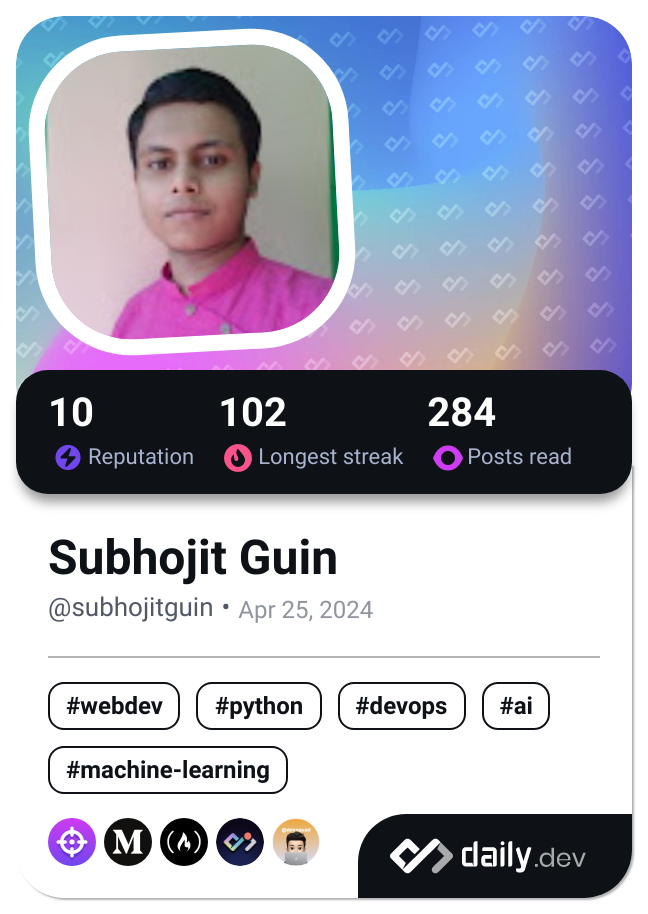 10 102 284
Reputation Longest streak Posts read
Subhojit Guin
@subhojitguin • Apr 25, 2024
#webdev #python #devops #ai
#machine-learning
M
daily.dev